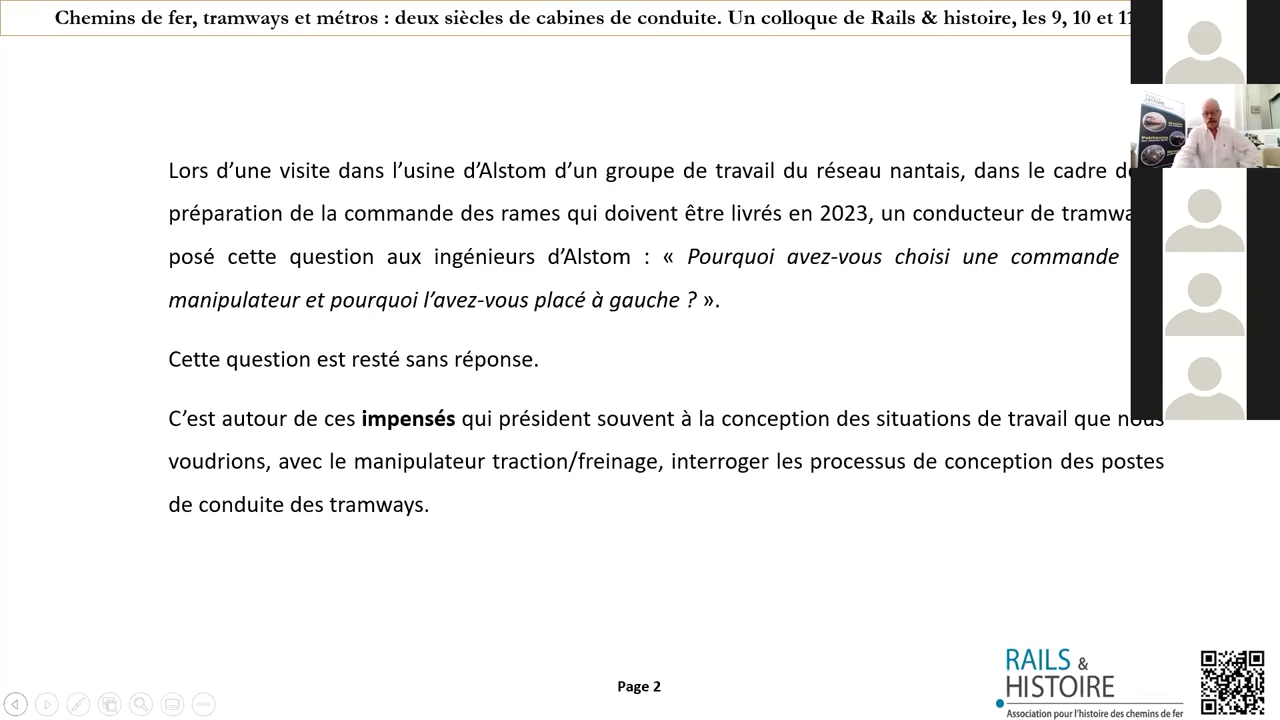 Chemins de fer, tramways et métros : deux siècles de cabines de conduite. Un colloque de Rails & histoire, les 9, 10 et 11
Lors d’une visite dans l’usine d’Alstom d’un groupe de travail du réseau nantais, dans le cadre de
préparation de la commande des rames qui doivent être livrés en 2023, un conducteur de tramwa
posé cette question aux ingénieurs d’Alstom : « Pourquoi avez-vous choisi une commande
manipulateur et pourquoi l’avez-vous placé à gauche ? ».
Cette question est resté sans réponse.
C’est autour de ces impensés qui président souvent à la conception des situations de travail que nous
voudrions, avec le manipulateur traction/freinage, interroger les processus de conception des postes
de conduite des tramways.
Page 2
RAILS &
HISTOIRE
Association pour l’histoire des chemins de fer
HISTOIRE